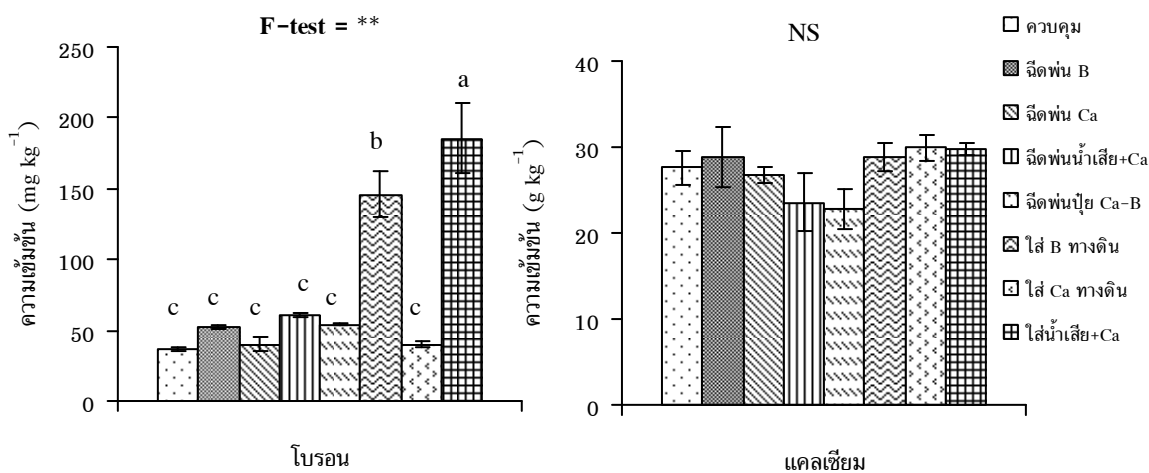 F-test = **
250
200
150
100
50
0
ความเข้มข้น (mg kg⁻¹)
c
c
c
c
c
b
c
a
โบรอน
NS
40
30
20
10
0
ความเข้มข้น (g kg⁻¹)
แคลเซียม
ควบคุม
ฉีดพ่น B
ฉีดพ่น Ca
ฉีดพ่นน้ำเสีย+Ca
ฉีดพ่นปุ๋ย Ca-B
ใส่ B ทางดิน
ใส่ Ca ทางดิน
ใส่น้ำเสีย+Ca